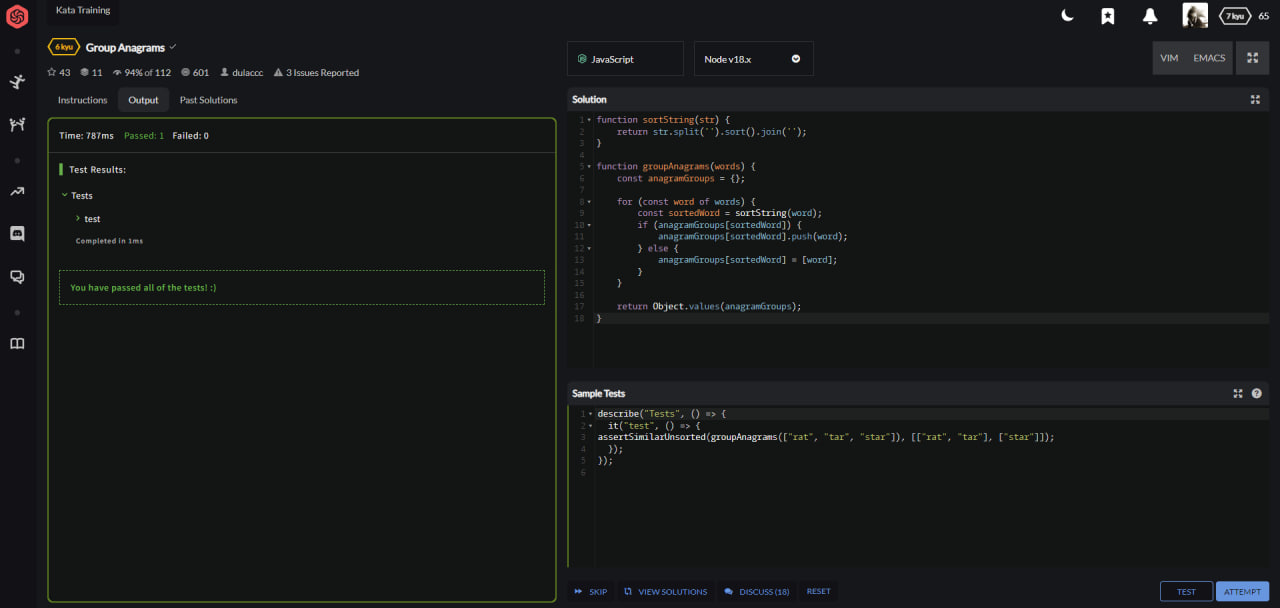 Kata Training
7 kyu 65
6 kyu Group Anagrams
43 11 94% of 112 601 dulaccc 3 Issues Reported
Instructions Output Past Solutions
Time: 787ms Passed: 1 Failed: 0
Test Results:
Tests
test
Completed in 1ms
You have passed all of the tests! :)
JavaScript
Node v18.x
VIM EMACS
Solution
1 function sortString(str) {
2 return str.split('').sort().join('');
3 }
4
5 function groupAnagrams(words) {
6 const anagramGroups = {};
7
8 for (const word of words) {
9 const sortedWord = sortString(word);
10 if (anagramGroups[sortedWord]) {
11 anagramGroups[sortedWord].push(word);
12 } else {
13 anagramGroups[sortedWord] = [word];
14 }
15 }
16
17 return Object.values(anagramGroups);
18 }
Sample Tests
1 describe("Tests", () => {
2 it("test", () => {
3 assertSimilarUnsorted(groupAnagrams(["rat", "tar", "star"]), [["rat", "tar"], ["star"]]);
4 });
5 });
6
SKIP VIEW SOLUTIONS DISCUSS (18) RESET
TEST ATTEMPT